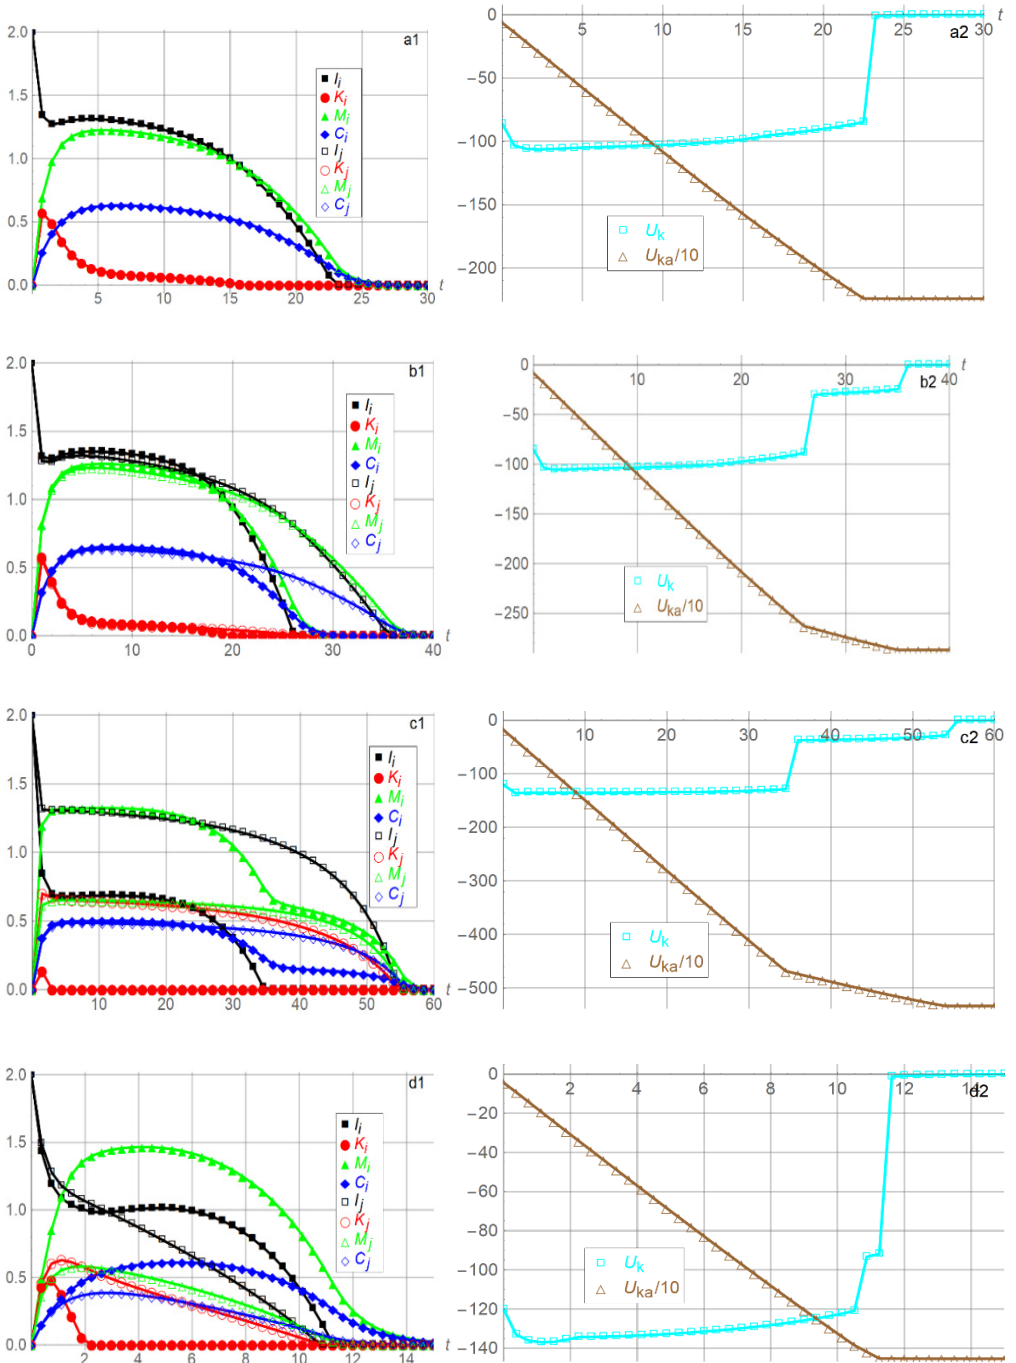 a1
2.0
1.5
1.0
0.5
0.0
5 10 15 20 25 30 t
I_i
K_i
M_i
C_i
I_j
K_j
M_j
C_j
a2
0
−50
−100
−150
−200
5 10 15 20 25 30 t
U_k
U_ka/10
b1
2.0
1.5
1.0
0.5
0.0
0 10 20 30 40 t
I_i
K_i
M_i
C_i
I_j
K_j
M_j
C_j
b2
0
−50
−100
−150
−200
−250
10 20 30 40 t
U_k
U_ka/10
c1
2.0
1.5
1.0
0.5
0.0
10 20 30 40 50 60 t
I_i
K_i
M_i
C_i
I_j
K_j
M_j
C_j
c2
0
−100
−200
−300
−400
−500
10 20 30 40 50 60
U_k
U_ka/10
d1
2.0
1.5
1.0
0.5
0.0
2 4 6 8 10 12 14 t
I_i
K_i
M_i
C_i
I_j
K_j
M_j
C_j
d2
0
−20
−40
−60
−80
−100
−120
−140
2 4 6 8 10 12 14
U_k
U_ka/10